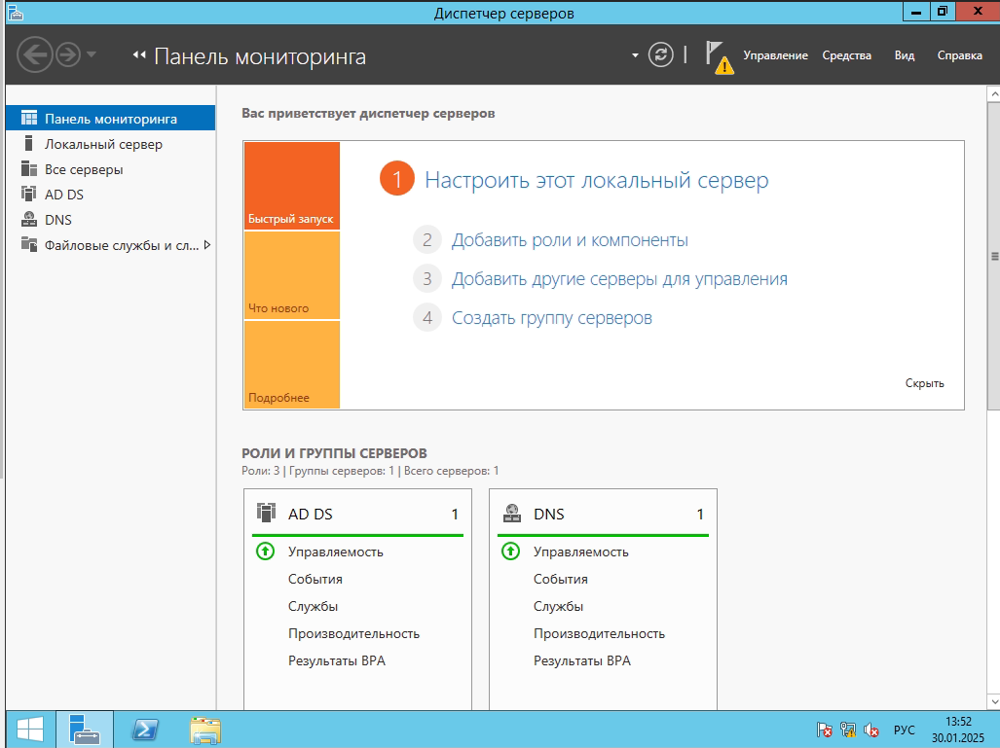 Диспетчер серверов
Панель мониторинга
Управление Средства Вид Справка
Панель мониторинга
Локальный сервер
Все серверы
AD DS
DNS
Файловые службы и сл...
Вас приветствует диспетчер серверов
Быстрый запуск
Что нового
Подробнее
1 Настроить этот локальный сервер
2 Добавить роли и компоненты
3 Добавить другие серверы для управления
4 Создать группу серверов
Скрыть
РОЛИ И ГРУППЫ СЕРВЕРОВ
Роли: 3 | Группы серверов: 1 | Всего серверов: 1
AD DS 1
Управляемость
События
Службы
Производительность
Результаты BPA
DNS 1
Управляемость
События
Службы
Производительность
Результаты BPA
РУС
13:52
30.01.2025